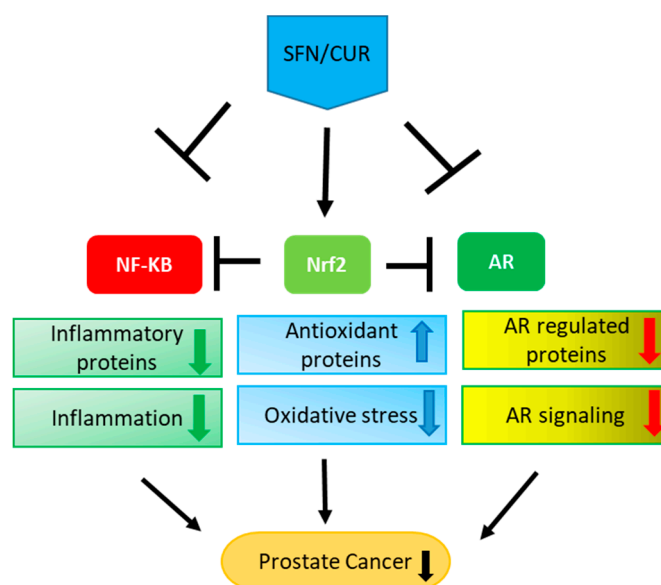 SFN/CUR
NF-KB
Nrf2
AR
Inflammatory
proteins
Antioxidant
proteins
AR regulated
proteins
Inflammation
Oxidative stress
AR signaling
Prostate Cancer